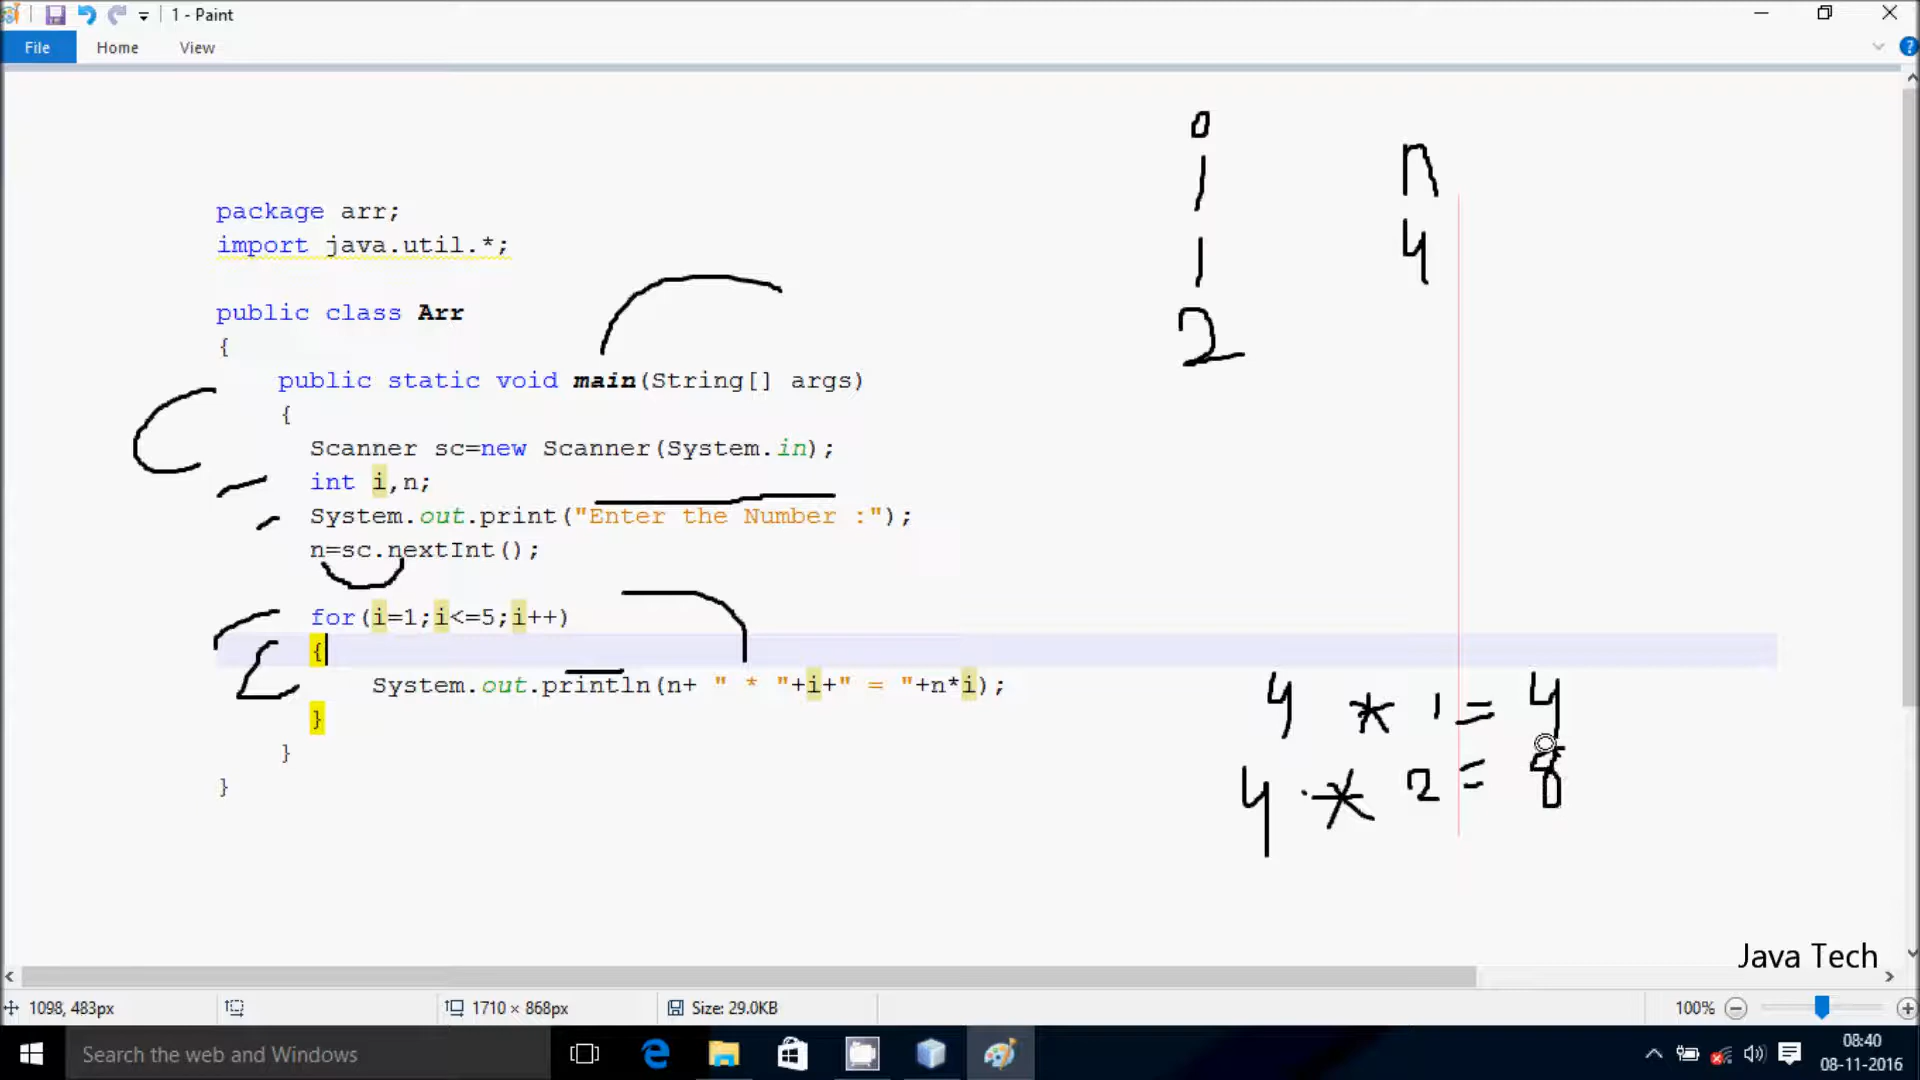 1 - Paint
File Home View
package arr;
import java.util.*;
public class Arr
{
public static void main(String[] args)
{
Scanner sc=new Scanner(System.in);
int i,n;
System.out.print("Enter the Number :");
n=sc.nextInt();
for(i=1;i<=5;i++)
{
System.out.println(n+ " * "+i+" = "+n*i);
}
}
}
0
1
1
2
n
4
4 * 1 = 4
4 * 2 = 8
Java Tech
1098, 483px
1710 × 868px
Size: 29.0KB
100%
Search the web and Windows
08:40
08-11-2016